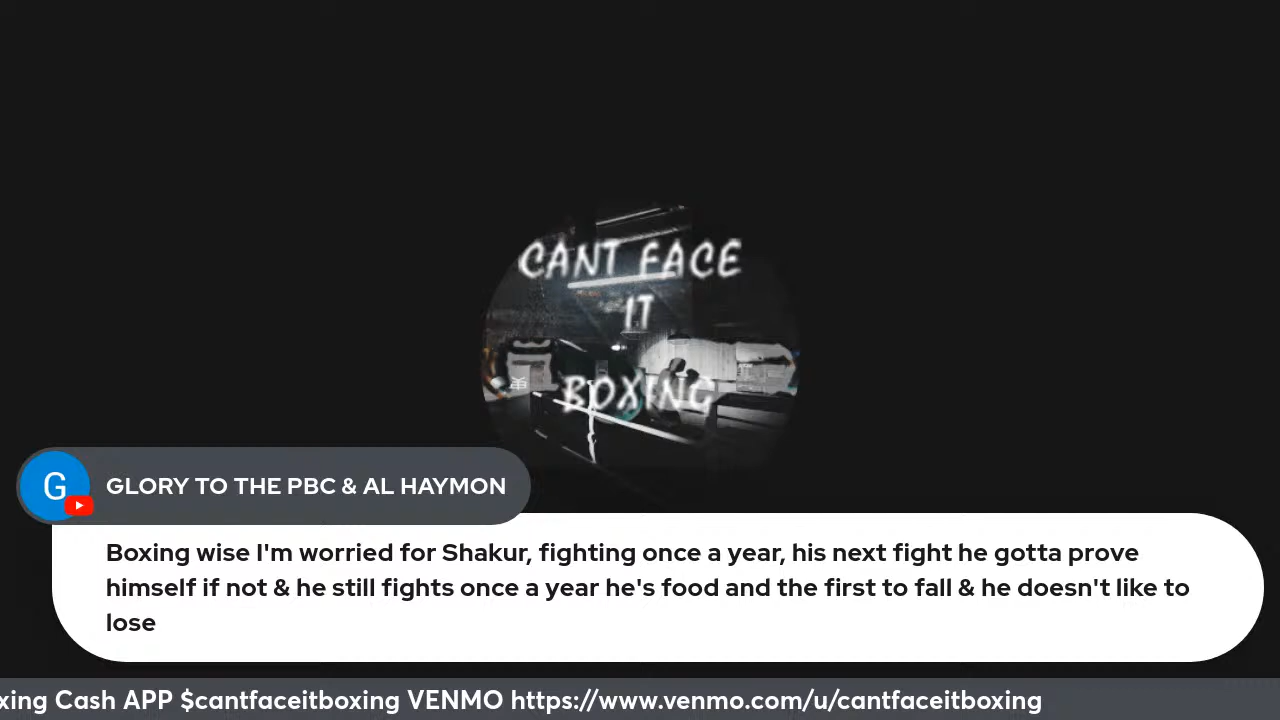 CANT FACE
IT
BOXING
GLORY TO THE PBC & AL HAYMON
Boxing wise I'm worried for Shakur, fighting once a year, his next fight he gotta prove
himself if not & he still fights once a year he's food and the first to fall & he doesn't like to
lose
xing Cash APP $cantfaceitboxing VENMO https://www.venmo.com/u/cantfaceitboxing